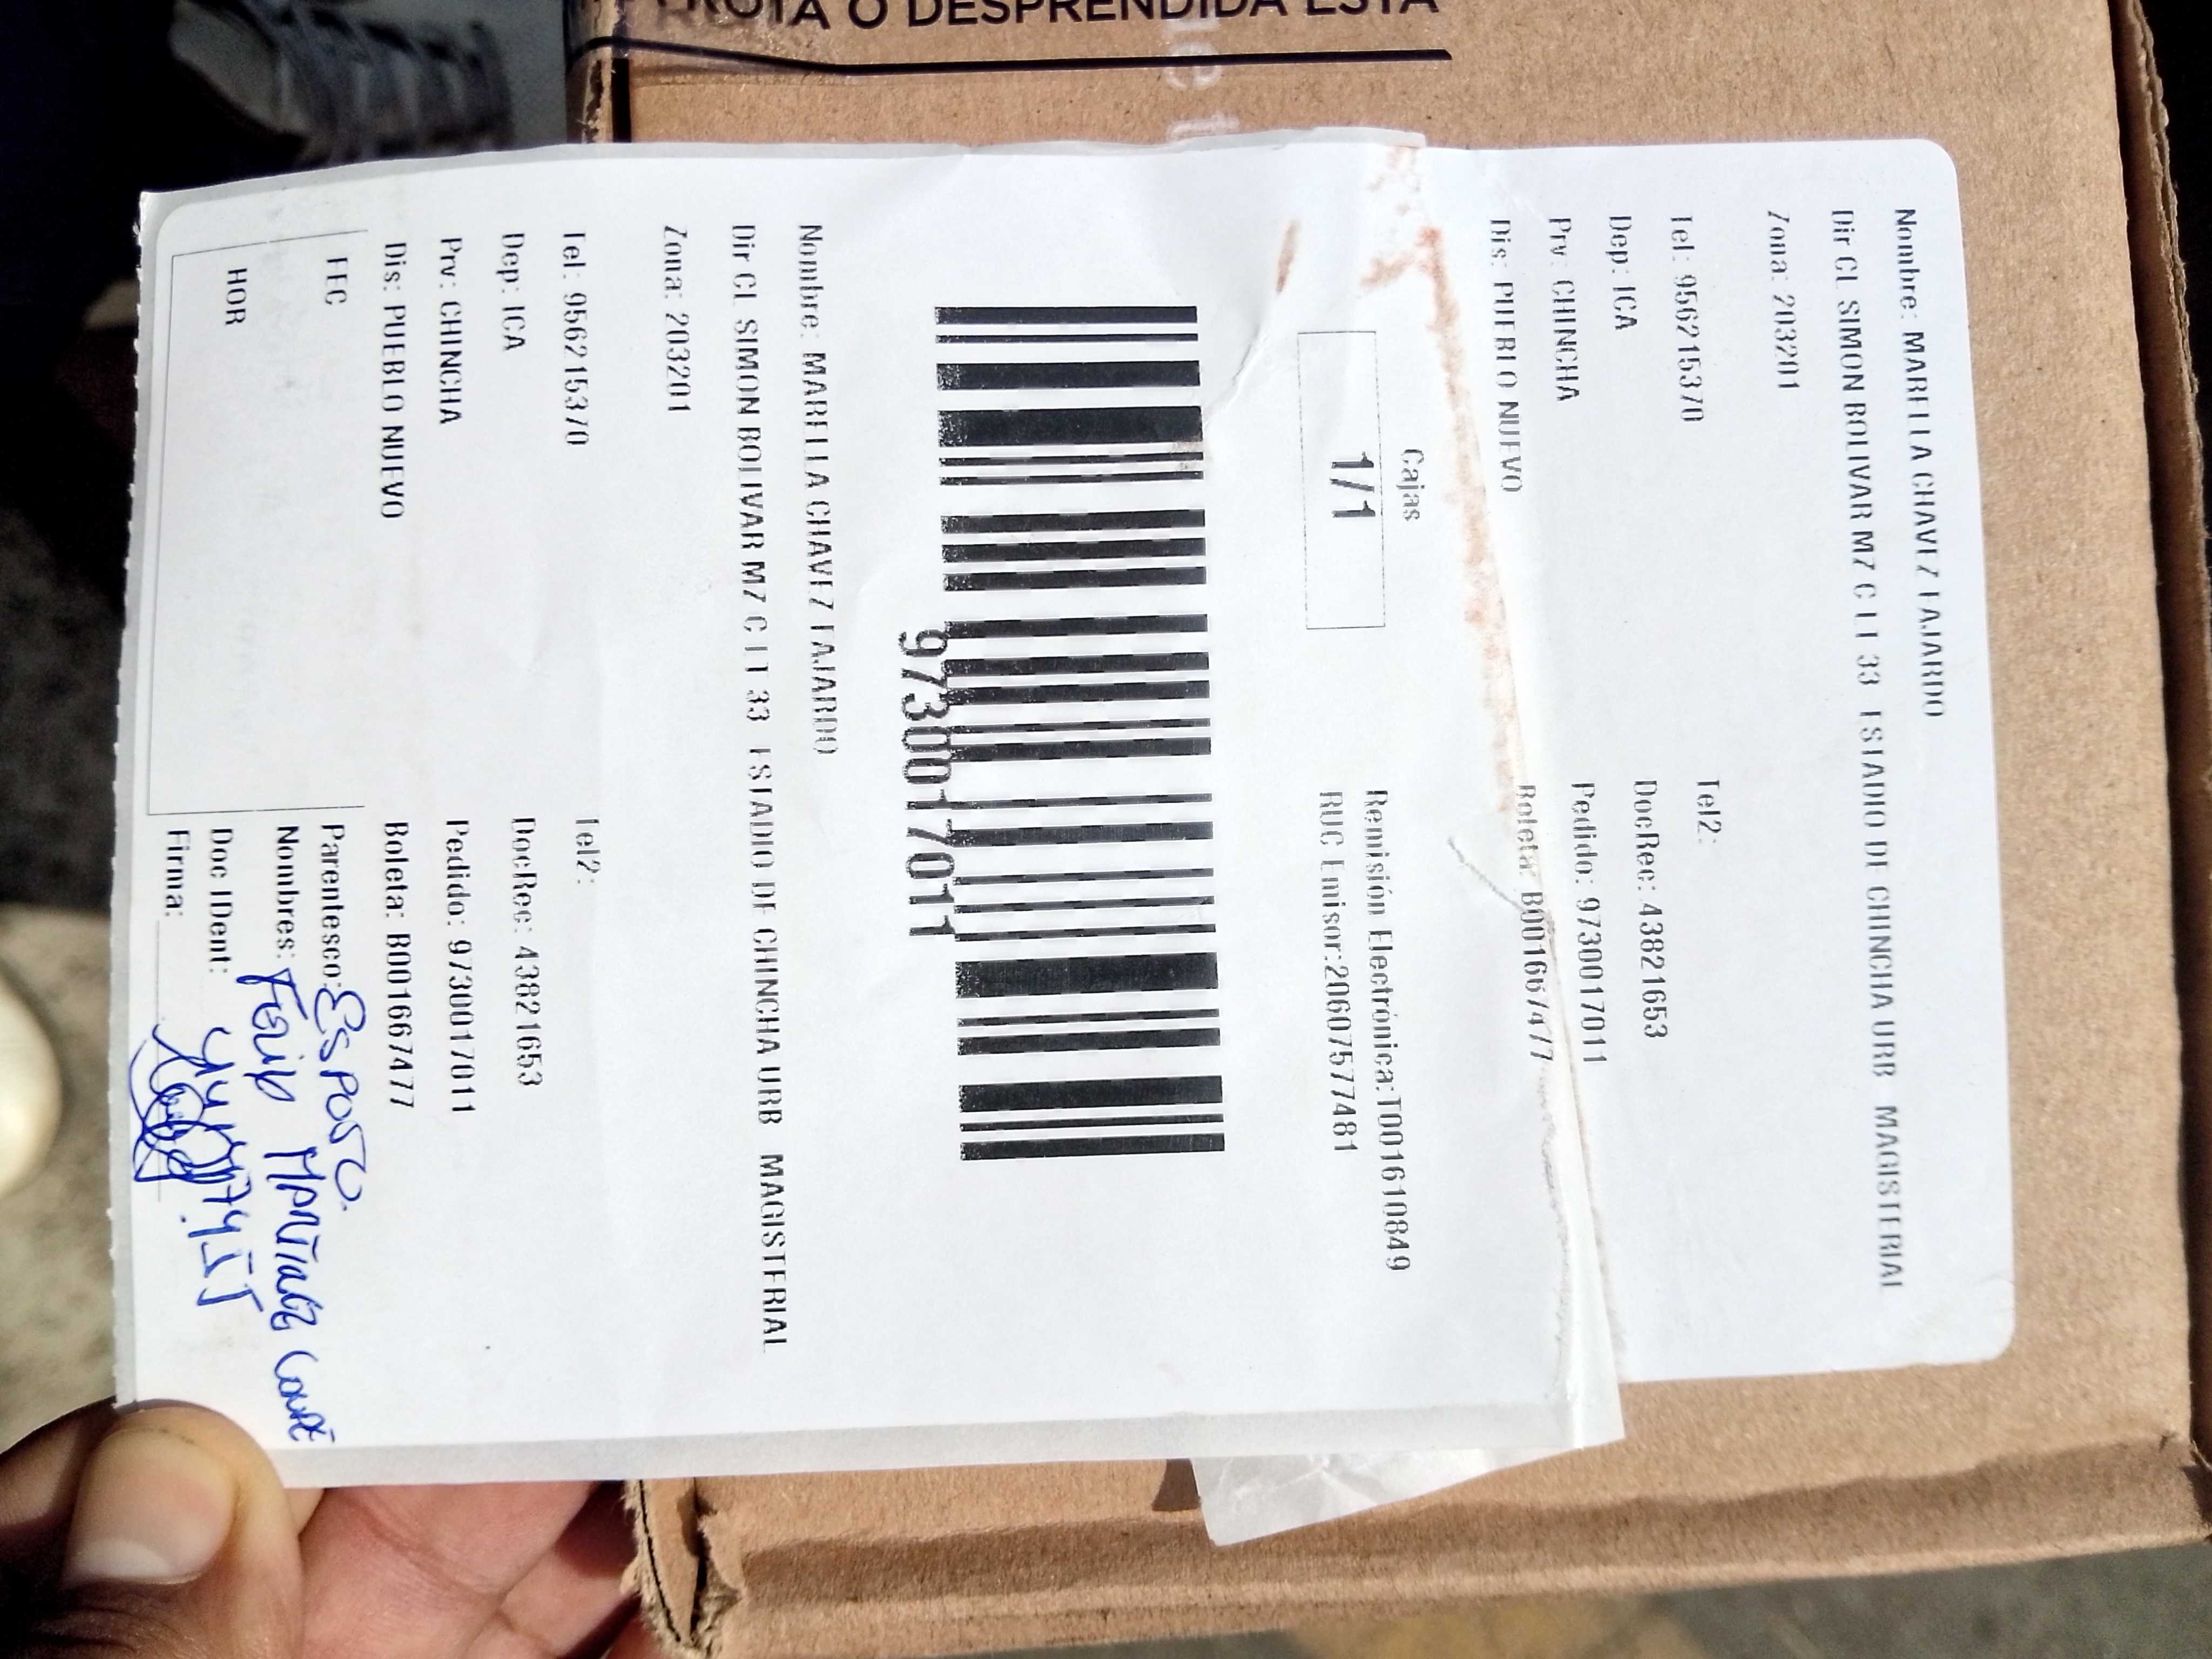 ROTA O DESPRENDIDA ESTA
Nombre: MARELLA CHAVEZ FAJARDO
Dir CL SIMON BOLIVAR MZ C LT 33 ESTADIO DE CHINCHA URB MAGISTERIAL
Zona: 203201
Tel: 956215370 Tel2:
Dep: ICA DocRec: 43821653
Prv: CHINCHA Pedido: 9730017011
Dis: PUEBLO NUEVO Boleta: B0016667477
Cajas
1/1
Remisión Electrónica:T001610849
RUC Emisor:20607577481
9730017011
Nombre: MARELLA CHAVEZ FAJARDO
Dir CL SIMON BOLIVAR MZ C LT 33 ESTADIO DE CHINCHA URB MAGISTERIAL
Zona: 203201
Tel: 956215370 Tel2:
Dep: ICA DocRec: 43821653
Prv: CHINCHA Pedido: 9730017011
Dis: PUEBLO NUEVO Boleta: B001667477
FEC
HOR
Parentesco: Esposo.
Nombres:
Doc IDent:
Firma: